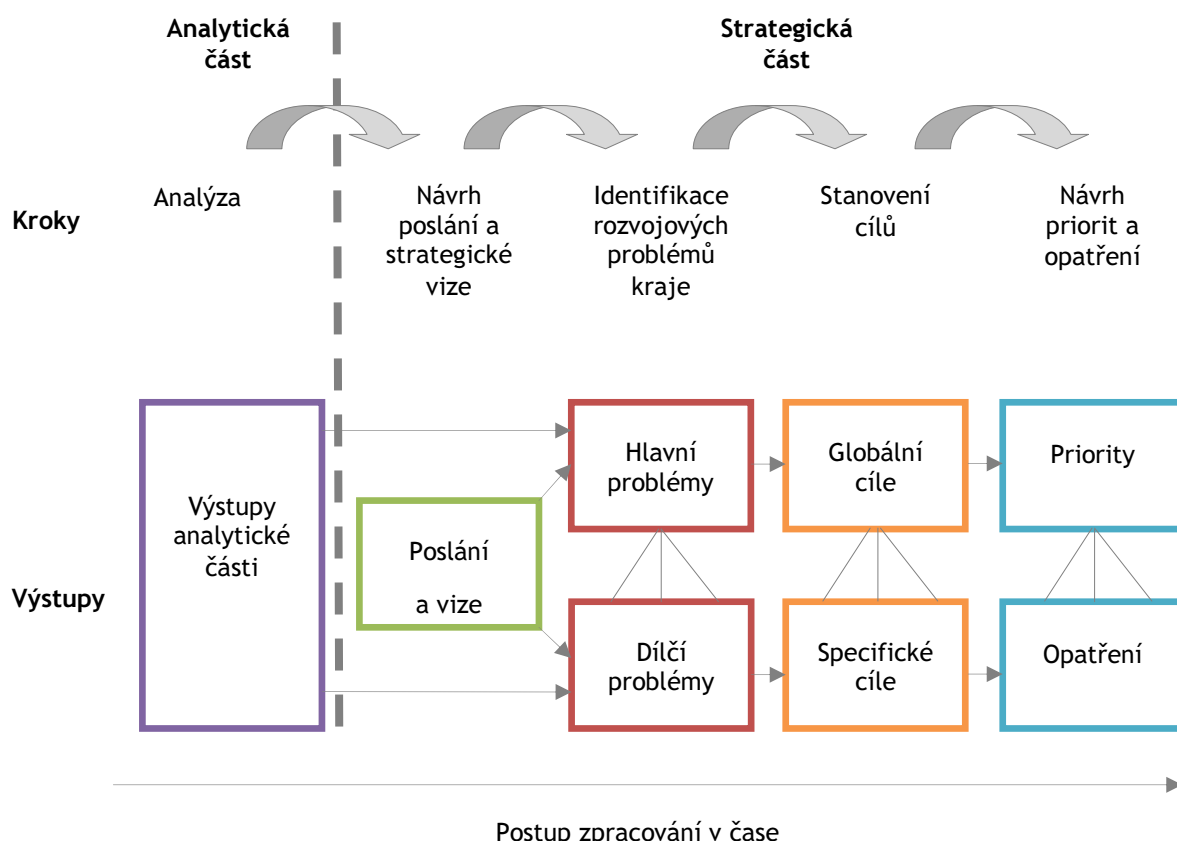 Analytická
část
Strategická
část
Kroky
Analýza
Návrh
poslání a
strategické
vize
Identifikace
rozvojových
problémů
kraje
Stanovení
cílů
Návrh
priorit a
opatření
Výstupy
Výstupy
analytické
části
Poslání
a vize
Hlavní
problémy
Globální
cíle
Priority
Dílčí
problémy
Specifické
cíle
Opatření
Postup zpracování v čase